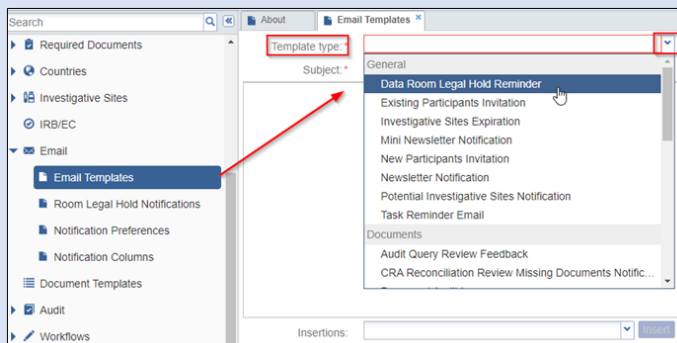 Search
Required Documents
Countries
Investigative Sites
IRB/EC
Email
Email Templates
Room Legal Hold Notifications
Notification Preferences
Notification Columns
Document Templates
Audit
Workflows
About
Email Templates
Template type: *
Subject: *
General
Data Room Legal Hold Reminder
Existing Participants Invitation
Investigative Sites Expiration
Mini Newsletter Notification
New Participants Invitation
Newsletter Notification
Potential Investigative Sites Notification
Task Reminder Email
Documents
Audit Query Review Feedback
CRA Reconciliation Review Missing Documents Notific...
Insertions:
Insert